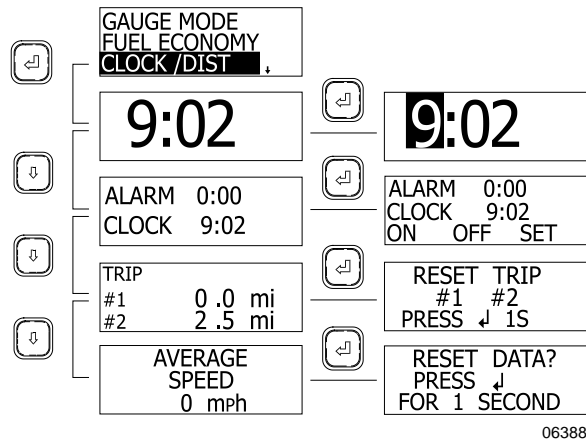 GAUGE MODE
FUEL ECONOMY
CLOCK /DIST ↓
9:02
9:02
ALARM 0:00
CLOCK 9:02
ALARM 0:00
CLOCK 9:02
ON OFF SET
TRIP
#1 0.0 mi
#2 2.5 mi
RESET TRIP
#1 #2
PRESS ↲ 1S
AVERAGE
SPEED
0 mPh
RESET DATA?
PRESS ↲
FOR 1 SECOND
06388